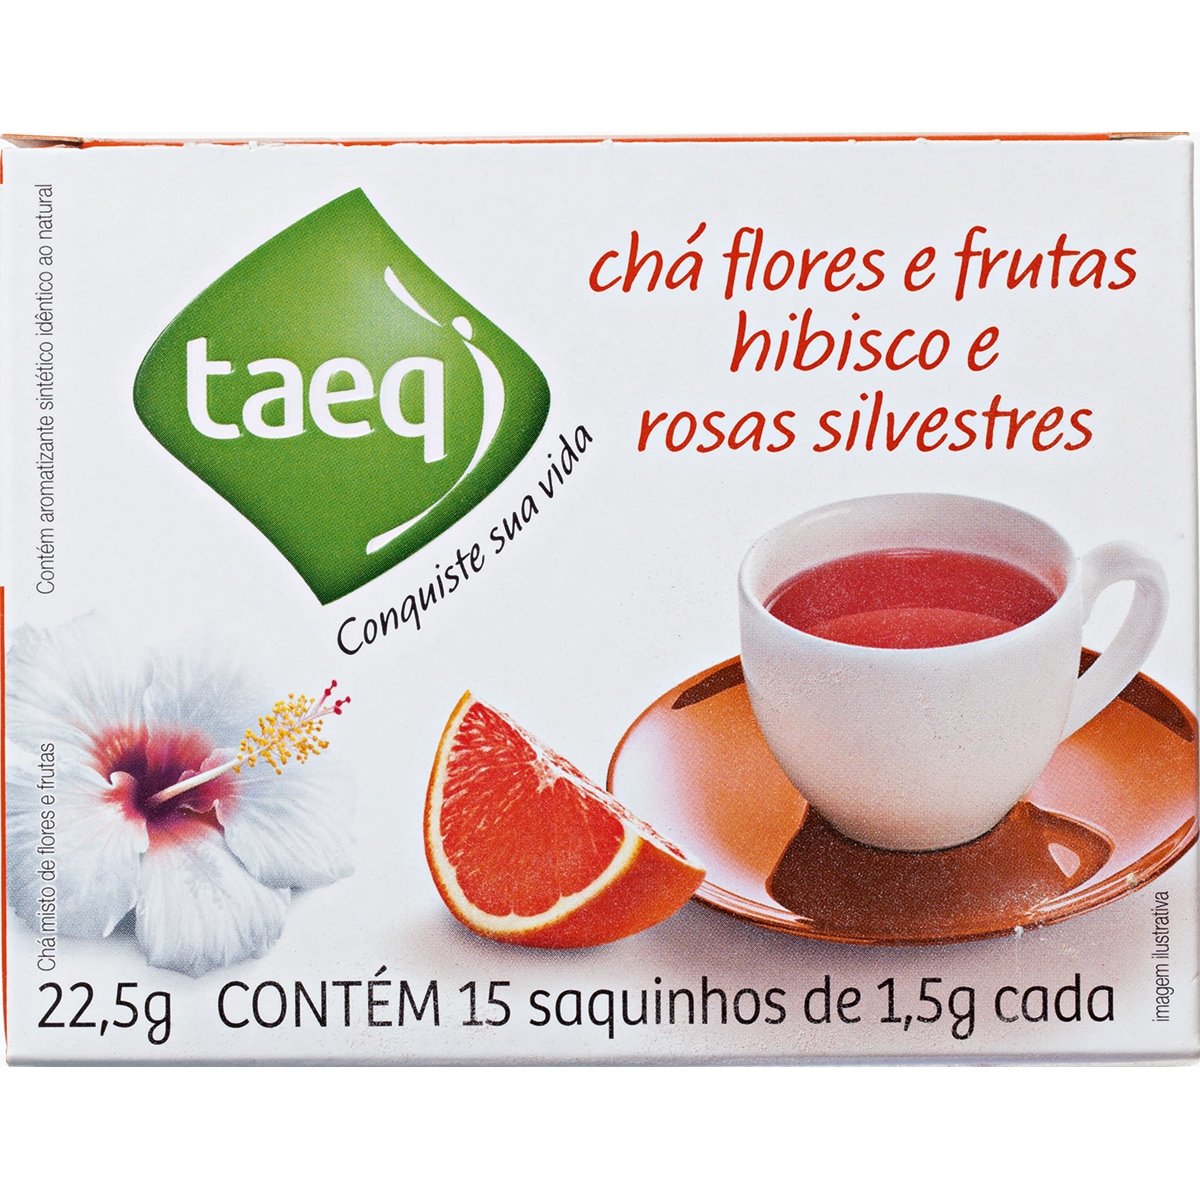 taeq
Conquiste sua vida
chá flores e frutas
hibisco e
rosas silvestres
Contém aromatizante sintético idêntico ao natural
Chá misto de flores e frutas
22,5g CONTÉM 15 saquinhos de 1,5g cada
imagem ilustrativa